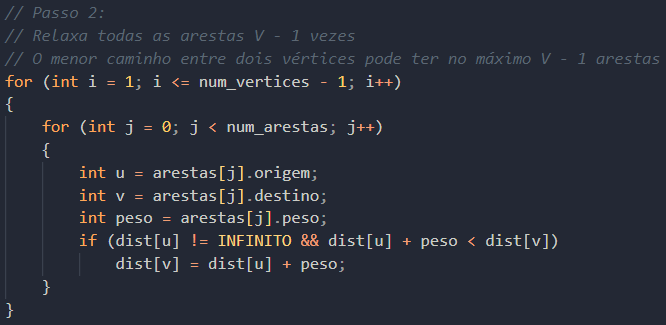 // Passo 2:
// Relaxa todas as arestas V - 1 vezes
// O menor caminho entre dois vértices pode ter no máximo V - 1 arestas
for (int i = 1; i <= num_vertices - 1; i++)
{
    for (int j = 0; j < num_arestas; j++)
    {
        int u = arestas[j].origem;
        int v = arestas[j].destino;
        int peso = arestas[j].peso;
        if (dist[u] != INFINITO && dist[u] + peso < dist[v])
            dist[v] = dist[u] + peso;
    }
}